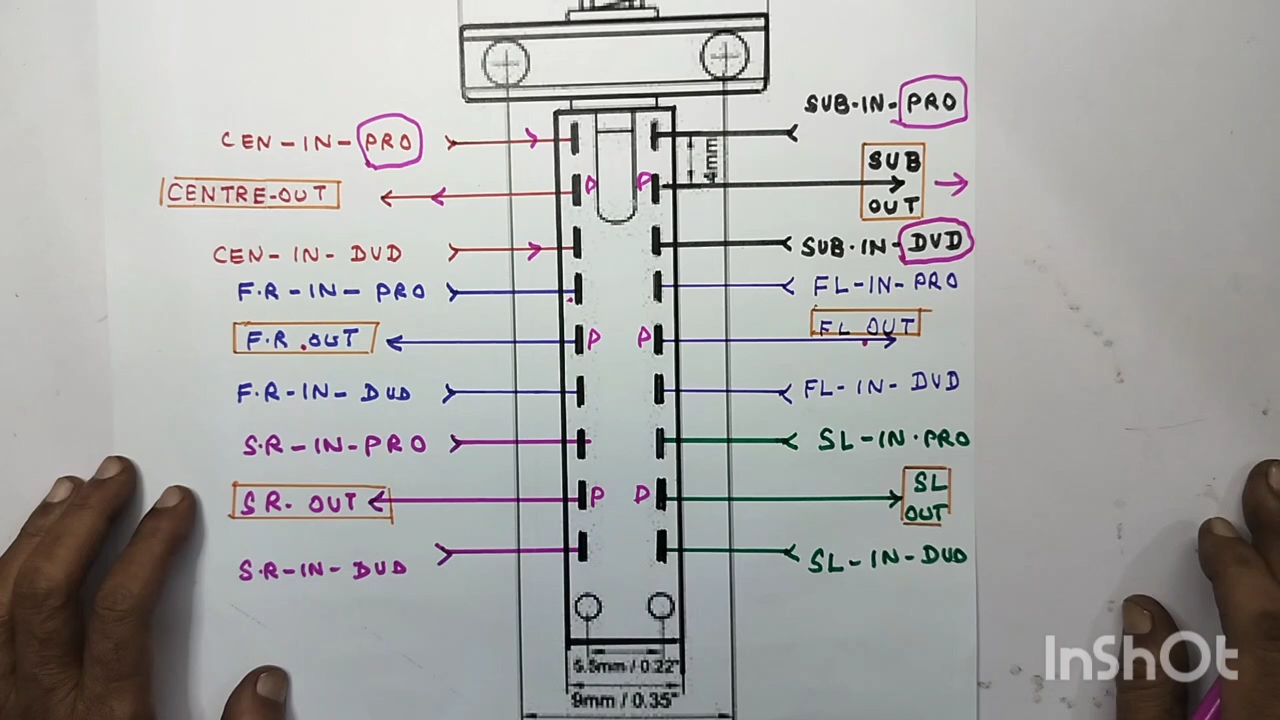 SUB-IN-PRO
CEN-IN-PRO
4mm
SUB
OUT
P P
CENTRE-OUT
CEN-IN-DVD
SUB-IN-DVD
F.R-IN-PRO
FL-IN-PRO
F.R.OUT
P P
FL OUT
F.R-IN-DVD
FL-IN-DVD
S.R-IN-PRO
SL-IN.PRO
SR-OUT
P P
SL
OUT
S.R-IN-DVD
SL-IN-DVD
5.5mm / 0.22"
9mm / 0.35"
InShOt